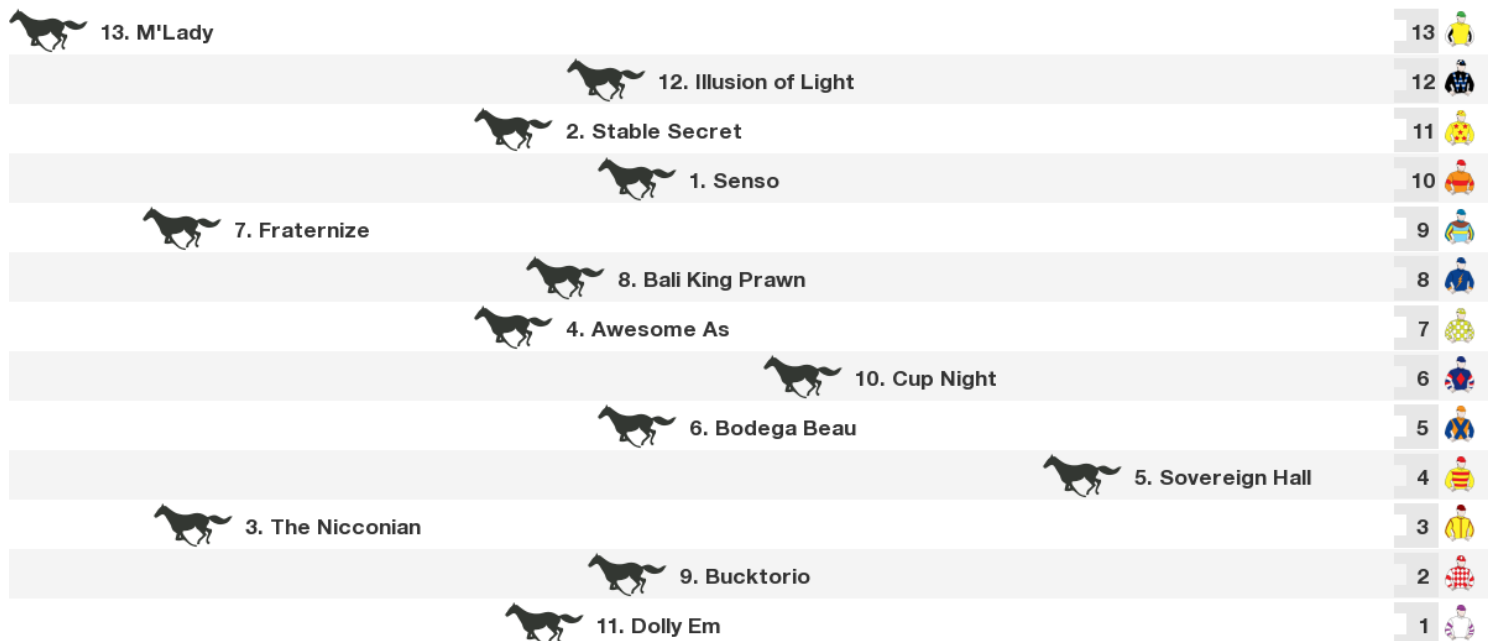 13. M'Lady 13
12. Illusion of Light 12
2. Stable Secret 11
1. Senso 10
7. Fraternize 9
8. Bali King Prawn 8
4. Awesome As 7
10. Cup Night 6
6. Bodega Beau 5
5. Sovereign Hall 4
3. The Nicconian 3
9. Bucktorio 2
11. Dolly Em 1